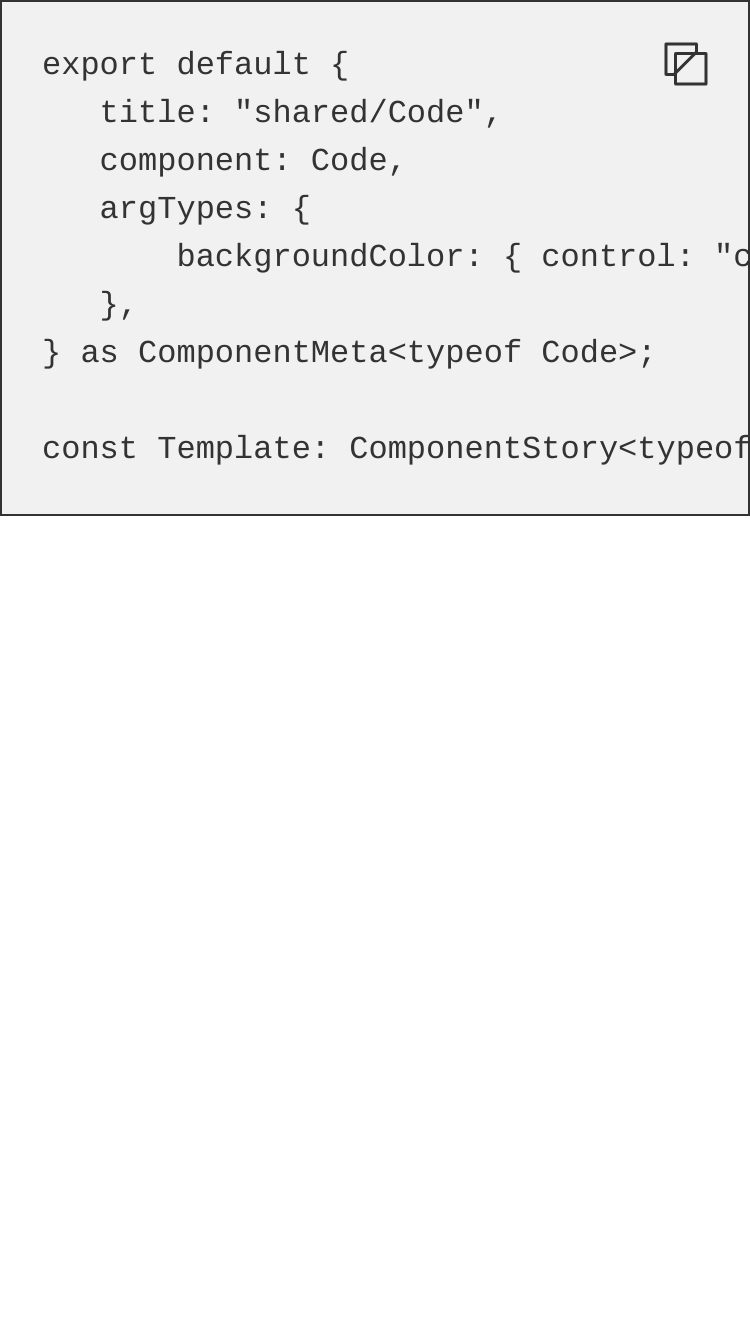 export default {
   title: "shared/Code",
   component: Code,
   argTypes: {
       backgroundColor: { control: "c
   },
} as ComponentMeta<typeof Code>;

const Template: ComponentStory<typeof